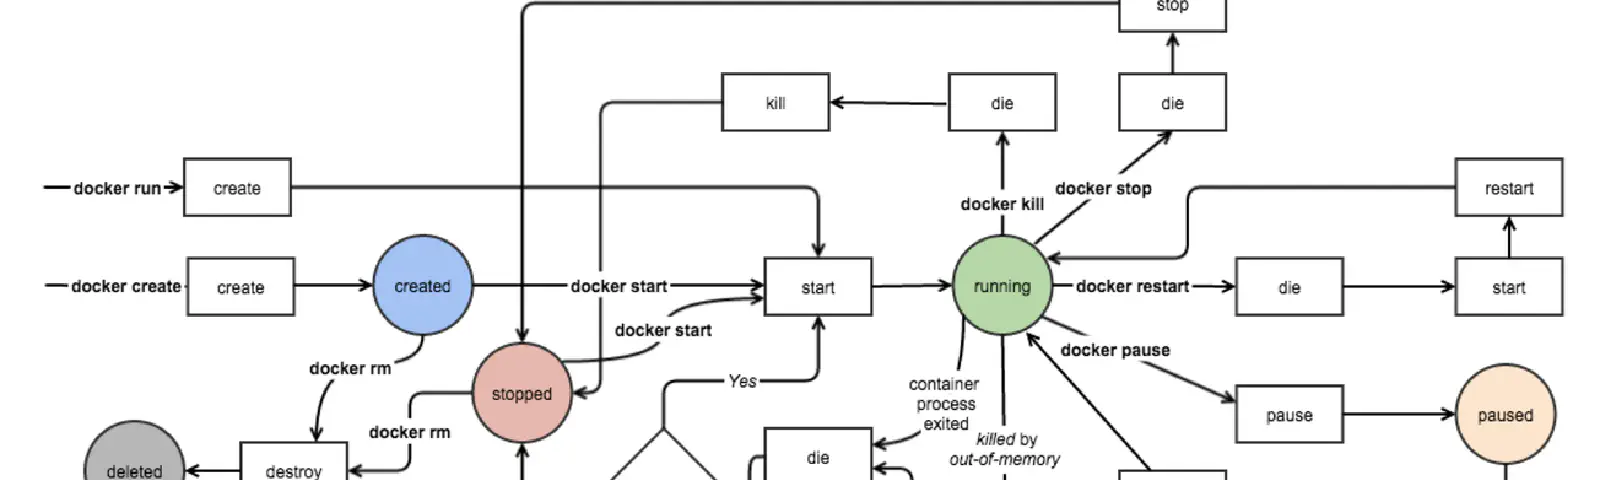 stop
kill
die
die
docker run
create
docker kill
docker stop
restart
docker create
create
created
docker start
start
running
docker restart
die
start
docker start
docker pause
docker rm
Yes
stopped
container
process
exited
pause
paused
docker rm
killed by
out-of-memory
die
deleted
destroy